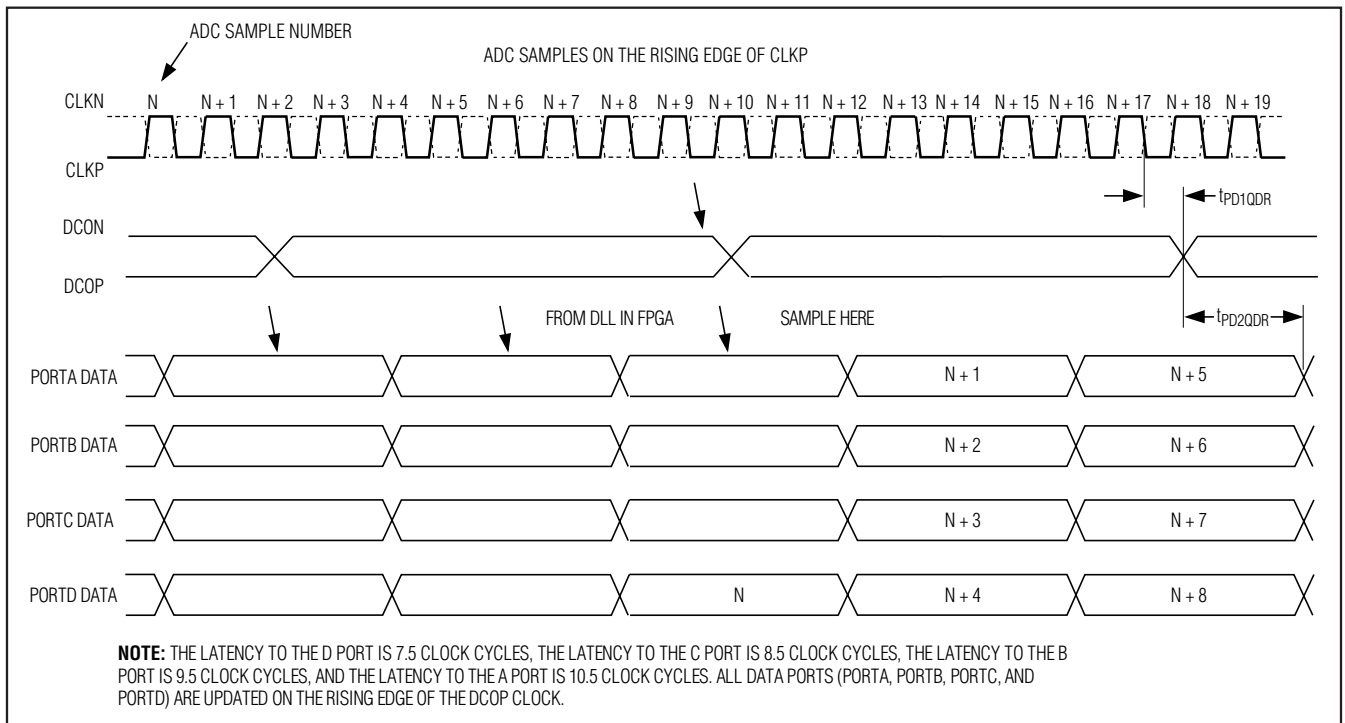 ADC SAMPLE NUMBER
ADC SAMPLES ON THE RISING EDGE OF CLKP
CLKN N N + 1 N + 2 N + 3 N + 4 N + 5 N + 6 N + 7 N + 8 N + 9 N + 10 N + 11 N + 12 N + 13 N + 14 N + 15 N + 16 N + 17 N + 18 N + 19
CLKP
tPD1QDR
DCON
DCOP
FROM DLL IN FPGA SAMPLE HERE
tPD2QDR
PORTA DATA N + 1 N + 5
PORTB DATA N + 2 N + 6
PORTC DATA N + 3 N + 7
PORTD DATA N N + 4 N + 8
NOTE: THE LATENCY TO THE D PORT IS 7.5 CLOCK CYCLES, THE LATENCY TO THE C PORT IS 8.5 CLOCK CYCLES, THE LATENCY TO THE B
PORT IS 9.5 CLOCK CYCLES, AND THE LATENCY TO THE A PORT IS 10.5 CLOCK CYCLES. ALL DATA PORTS (PORTA, PORTB, PORTC, AND
PORTD) ARE UPDATED ON THE RISING EDGE OF THE DCOP CLOCK.